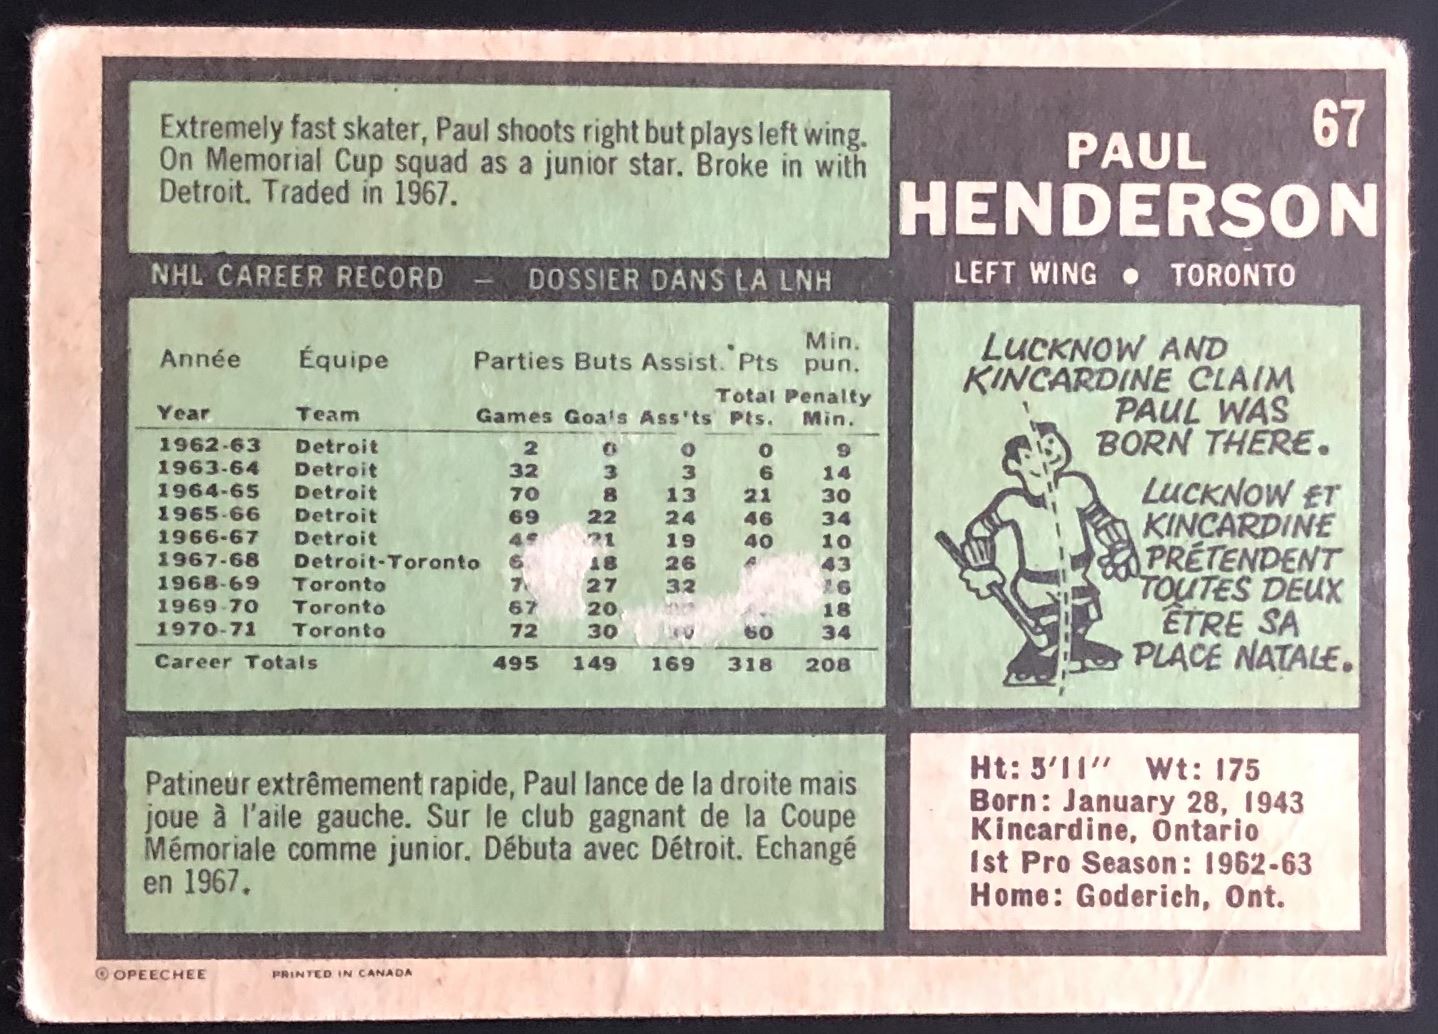 67
PAUL
HENDERSON
LEFT WING • TORONTO
Extremely fast skater, Paul shoots right but plays left wing.
On Memorial Cup squad as a junior star. Broke in with
Detroit. Traded in 1967.
NHL CAREER RECORD — DOSSIER DANS LA LNH
Min.
Année Équipe Parties Buts Assist. Pts pun.
Total Penalty
Year Team Games Goals Ass'ts Pts. Min.
1962-63 Detroit 2 0 0 0 9
1963-64 Detroit 32 3 3 6 14
1964-65 Detroit 70 8 13 21 30
1965-66 Detroit 69 22 24 46 34
1966-67 Detroit 21 19 40 10
1967-68 Detroit-Toronto 18 26 43
1968-69 Toronto 27 32
1969-70 Toronto 67 20 18
1970-71 Toronto 72 30 60 34
Career Totals 495 149 169 318 208
LUCKNOW AND
KINCARDINE CLAIM
PAUL WAS
BORN THERE.
LUCKNOW ET
KINCARDINE
PRÉTENDENT
TOUTES DEUX
ÊTRE SA
PLACE NATALE.
Patineur extrêmement rapide, Paul lance de la droite mais
joue à l'aile gauche. Sur le club gagnant de la Coupe
Mémoriale comme junior. Débuta avec Détroit. Echangé
en 1967.
Ht: 5'11" Wt: 175
Born: January 28, 1943
Kincardine, Ontario
1st Pro Season: 1962-63
Home: Goderich, Ont.
© OPEECHEE PRINTED IN CANADA